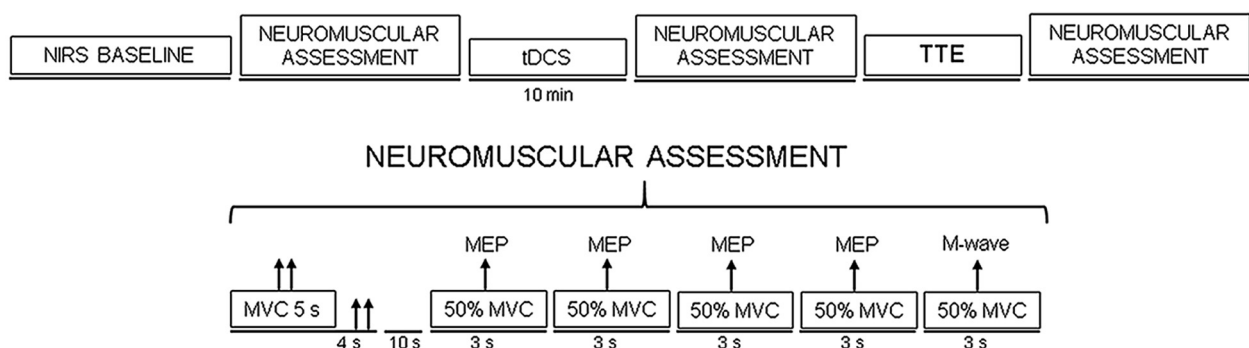 NIRS BASELINE
NEUROMUSCULAR
ASSESSMENT
tDCS
10 min
NEUROMUSCULAR
ASSESSMENT
TTE
NEUROMUSCULAR
ASSESSMENT
NEUROMUSCULAR ASSESSMENT
MEP MEP MEP MEP M-wave
MVC 5 s 50% MVC 50% MVC 50% MVC 50% MVC 50% MVC
4 s 10 s 3 s 3 s 3 s 3 s 3 s